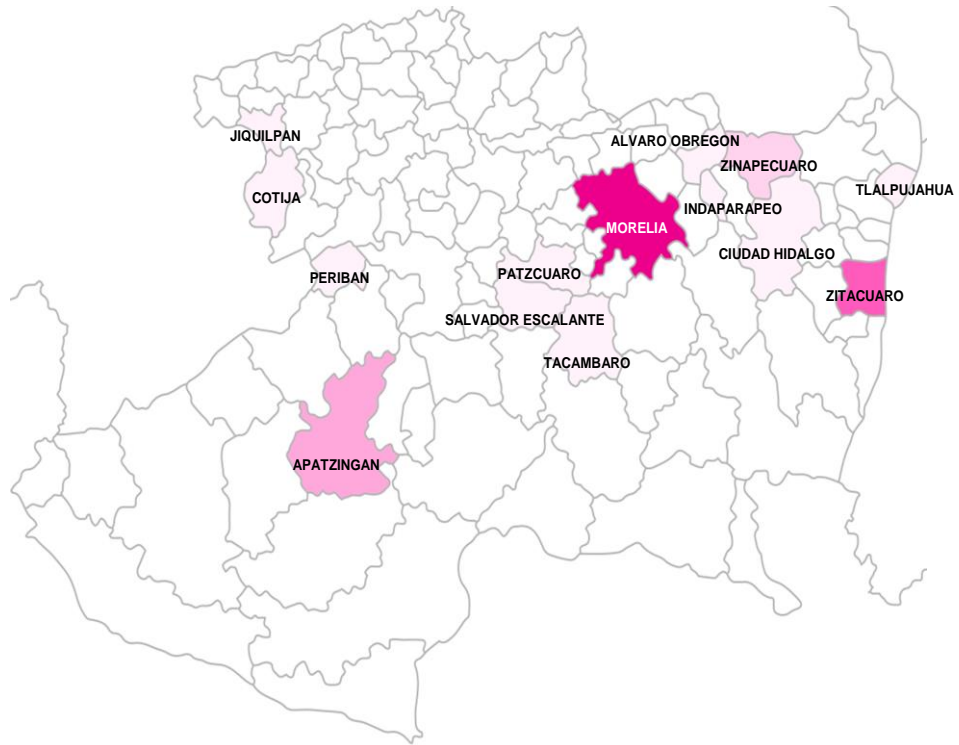 JIQUILPAN
ALVARO OBREGON
ZINAPECUARO
COTIJA
TLALPUJAHUA
INDAPARAPEO
MORELIA
CIUDAD HIDALGO
PERIBAN
PATZCUARO
ZITACUARO
SALVADOR ESCALANTE
TACAMBARO
APATZINGAN